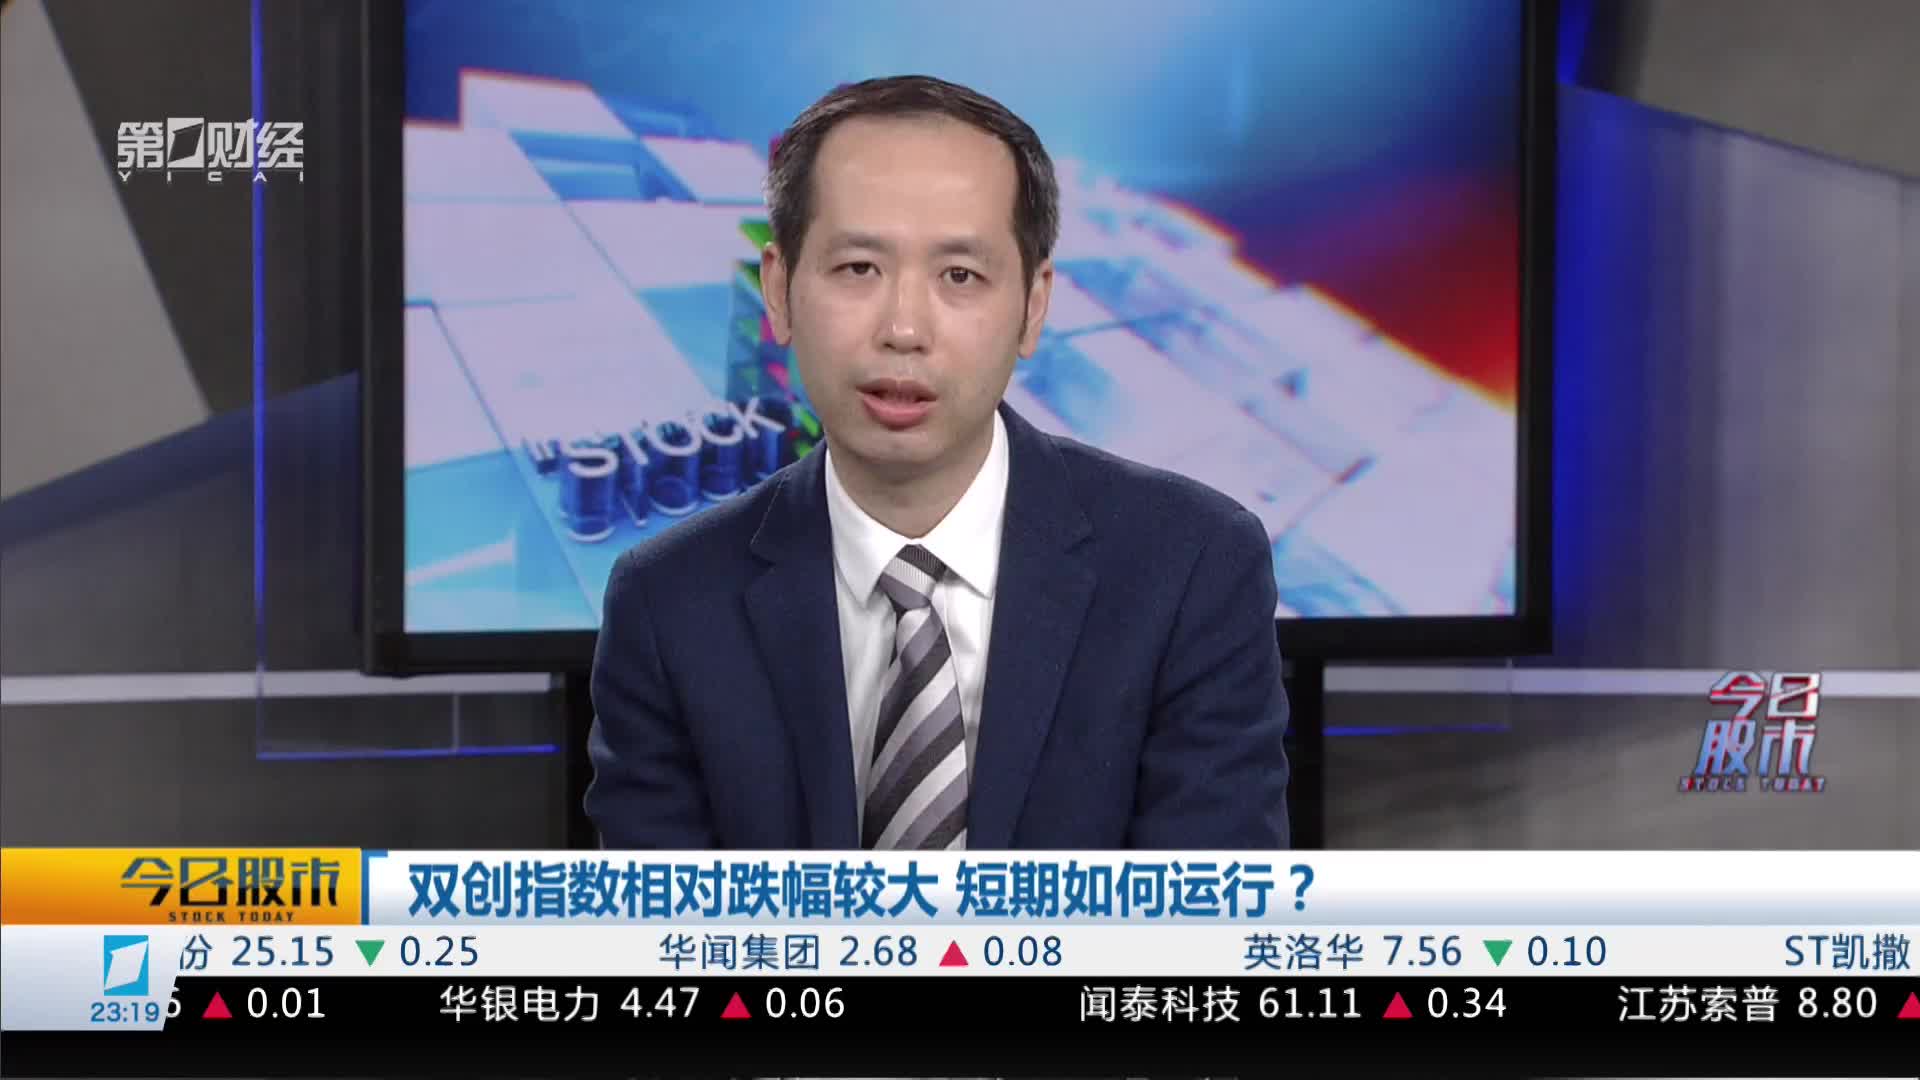 第一财经
YICAI
"STOCK
今日
股市
STOCK TODAY
今日股市
STOCK TODAY
双创指数相对跌幅较大 短期如何运行？
份 25.15 ▼ 0.25 华闻集团 2.68 ▲ 0.08 英洛华 7.56 ▼ 0.10 ST凯撒
23:19
6 ▲ 0.01 华银电力 4.47 ▲ 0.06 闻泰科技 61.11 ▲ 0.34 江苏索普 8.80 ▲